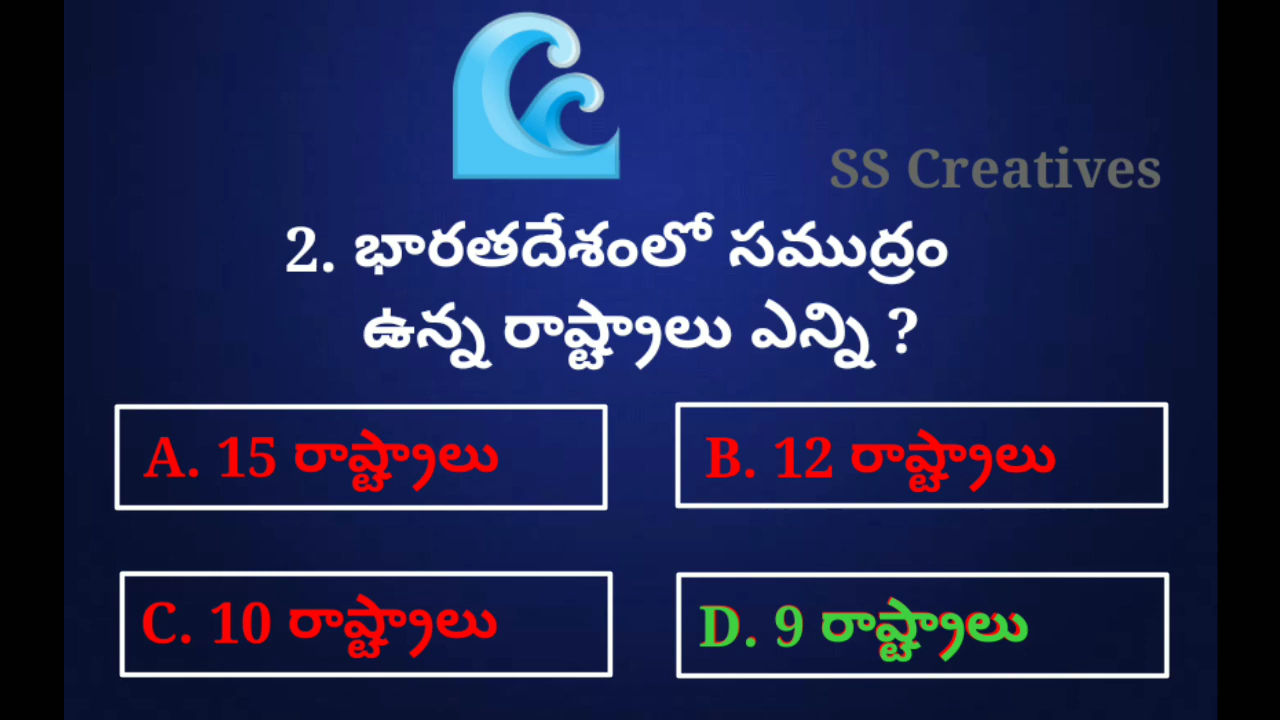 SS Creatives
2. భారతదేశంలో సముద్రం
ఉన్న రాష్ట్రాలు ఎన్ని ?
A. 15 రాష్ట్రాలు
B. 12 రాష్ట్రాలు
C. 10 రాష్ట్రాలు
D. 9 రాష్ట్రాలు